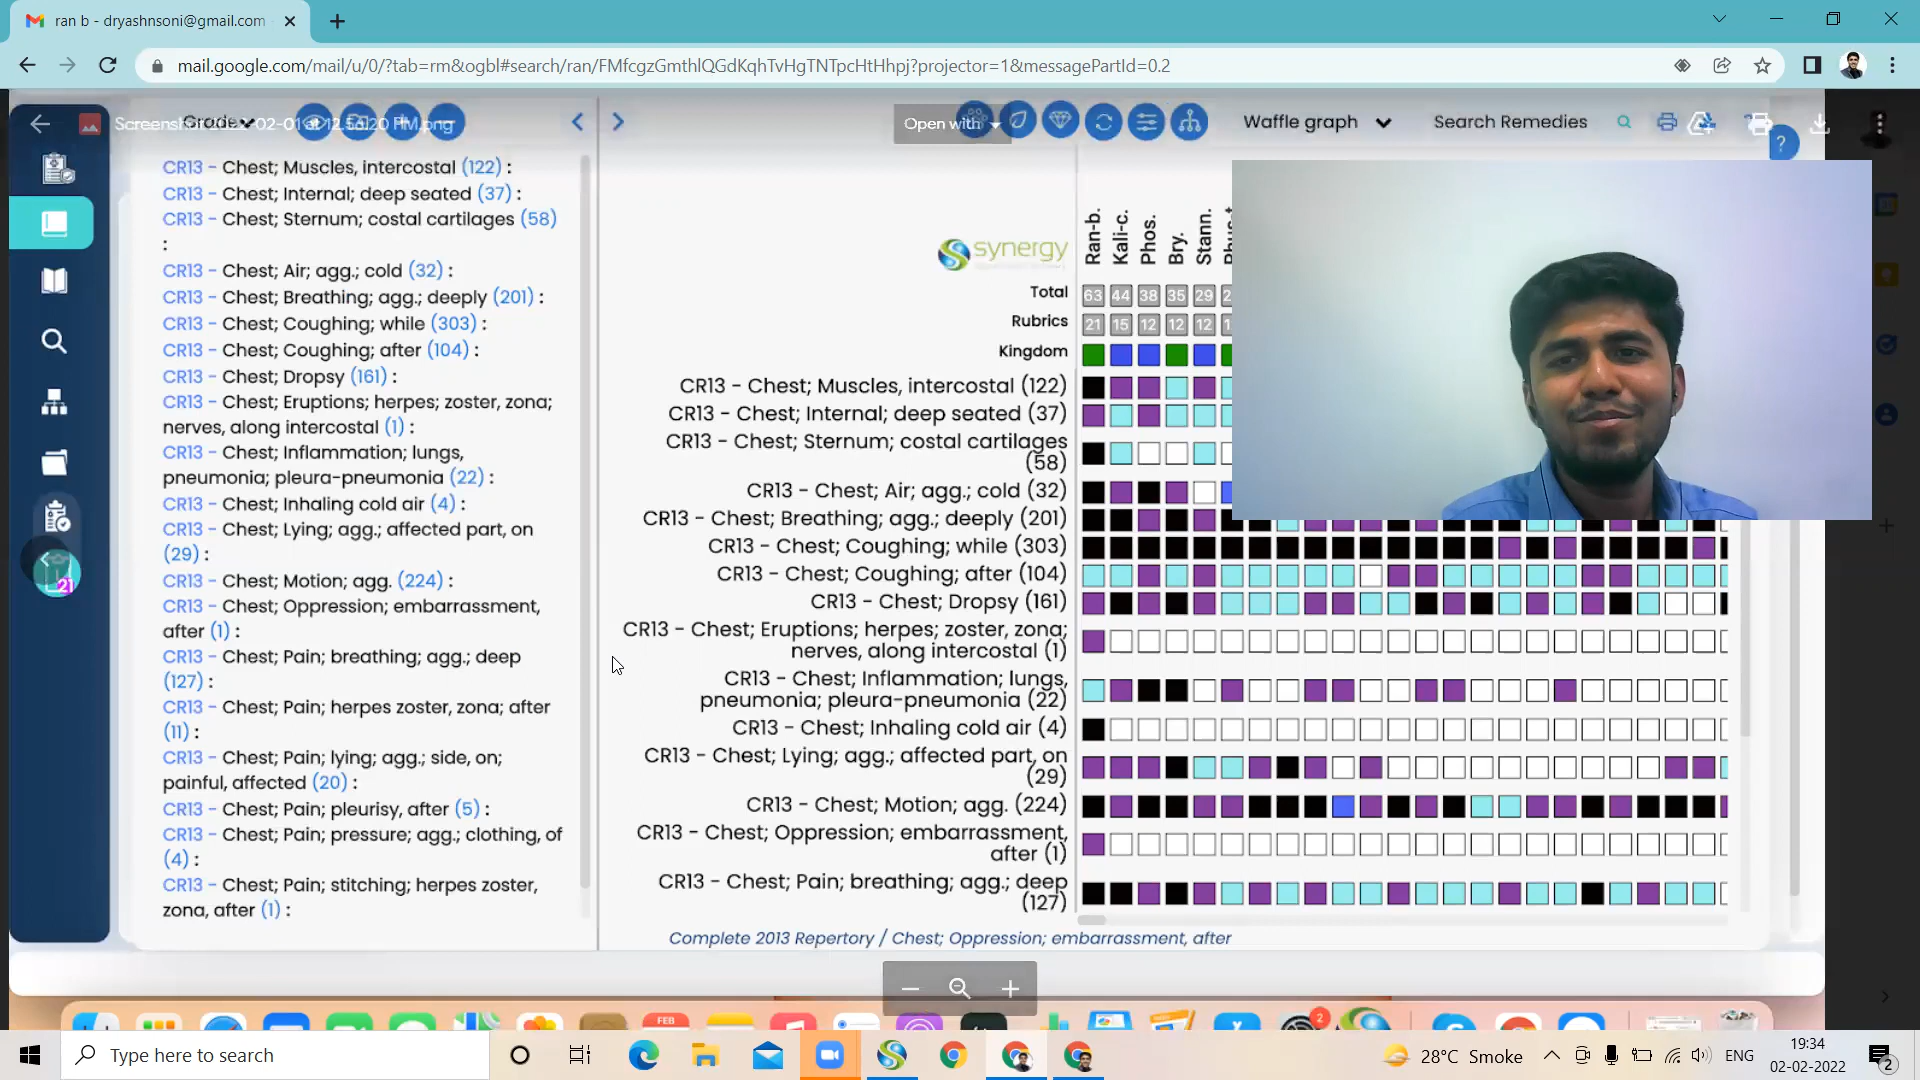 ran b - dryashnsoni@gmail.com
mail.google.com/mail/u/0/?tab=rm&ogbl#search/ran/FMfcgzGmthlQGdKqhTvHgTNTpcHtHhpj?projector=1&messagePartId=0.2
Grade
Open with
Waffle graph
Search Remedies
?
CR13 - Chest; Muscles, intercostal (122) :
CR13 - Chest; Internal; deep seated (37) :
CR13 - Chest; Sternum; costal cartilages (58)
:
CR13 - Chest; Air; agg.; cold (32) :
CR13 - Chest; Breathing; agg.; deeply (201) :
CR13 - Chest; Coughing; while (303) :
CR13 - Chest; Coughing; after (104) :
CR13 - Chest; Dropsy (161) :
CR13 - Chest; Eruptions; herpes; zoster, zona;
nerves, along intercostal (1) :
CR13 - Chest; Inflammation; lungs,
pneumonia; pleura-pneumonia (22) :
CR13 - Chest; Inhaling cold air (4) :
CR13 - Chest; Lying; agg.; affected part, on
(29) :
CR13 - Chest; Motion; agg. (224) :
CR13 - Chest; Oppression; embarrassment,
after (1) :
CR13 - Chest; Pain; breathing; agg.; deep
(127) :
CR13 - Chest; Pain; herpes zoster, zona; after
(11) :
CR13 - Chest; Pain; lying; agg.; side, on;
painful, affected (20) :
CR13 - Chest; Pain; pleurisy, after (5) :
CR13 - Chest; Pain; pressure; agg.; clothing, of
(4) :
CR13 - Chest; Pain; stitching; herpes zoster,
zona, after (1) :
21
synergy
Ran-b. Kali-c. Phos. Bry. Stann.
Total 63 44 38 35 29
Rubrics 21 15 12 12 12
Kingdom
CR13 - Chest; Muscles, intercostal (122)
CR13 - Chest; Internal; deep seated (37)
CR13 - Chest; Sternum; costal cartilages
(58)
CR13 - Chest; Air; agg.; cold (32)
CR13 - Chest; Breathing; agg.; deeply (201)
CR13 - Chest; Coughing; while (303)
CR13 - Chest; Coughing; after (104)
CR13 - Chest; Dropsy (161)
CR13 - Chest; Eruptions; herpes; zoster, zona;
nerves, along intercostal (1)
CR13 - Chest; Inflammation; lungs,
pneumonia; pleura-pneumonia (22)
CR13 - Chest; Inhaling cold air (4)
CR13 - Chest; Lying; agg.; affected part, on
(29)
CR13 - Chest; Motion; agg. (224)
CR13 - Chest; Oppression; embarrassment,
after (1)
CR13 - Chest; Pain; breathing; agg.; deep
(127)
Complete 2013 Repertory / Chest; Oppression; embarrassment, after
FEB
2
Type here to search
28°C Smoke
ENG
19:34
02-02-2022
2